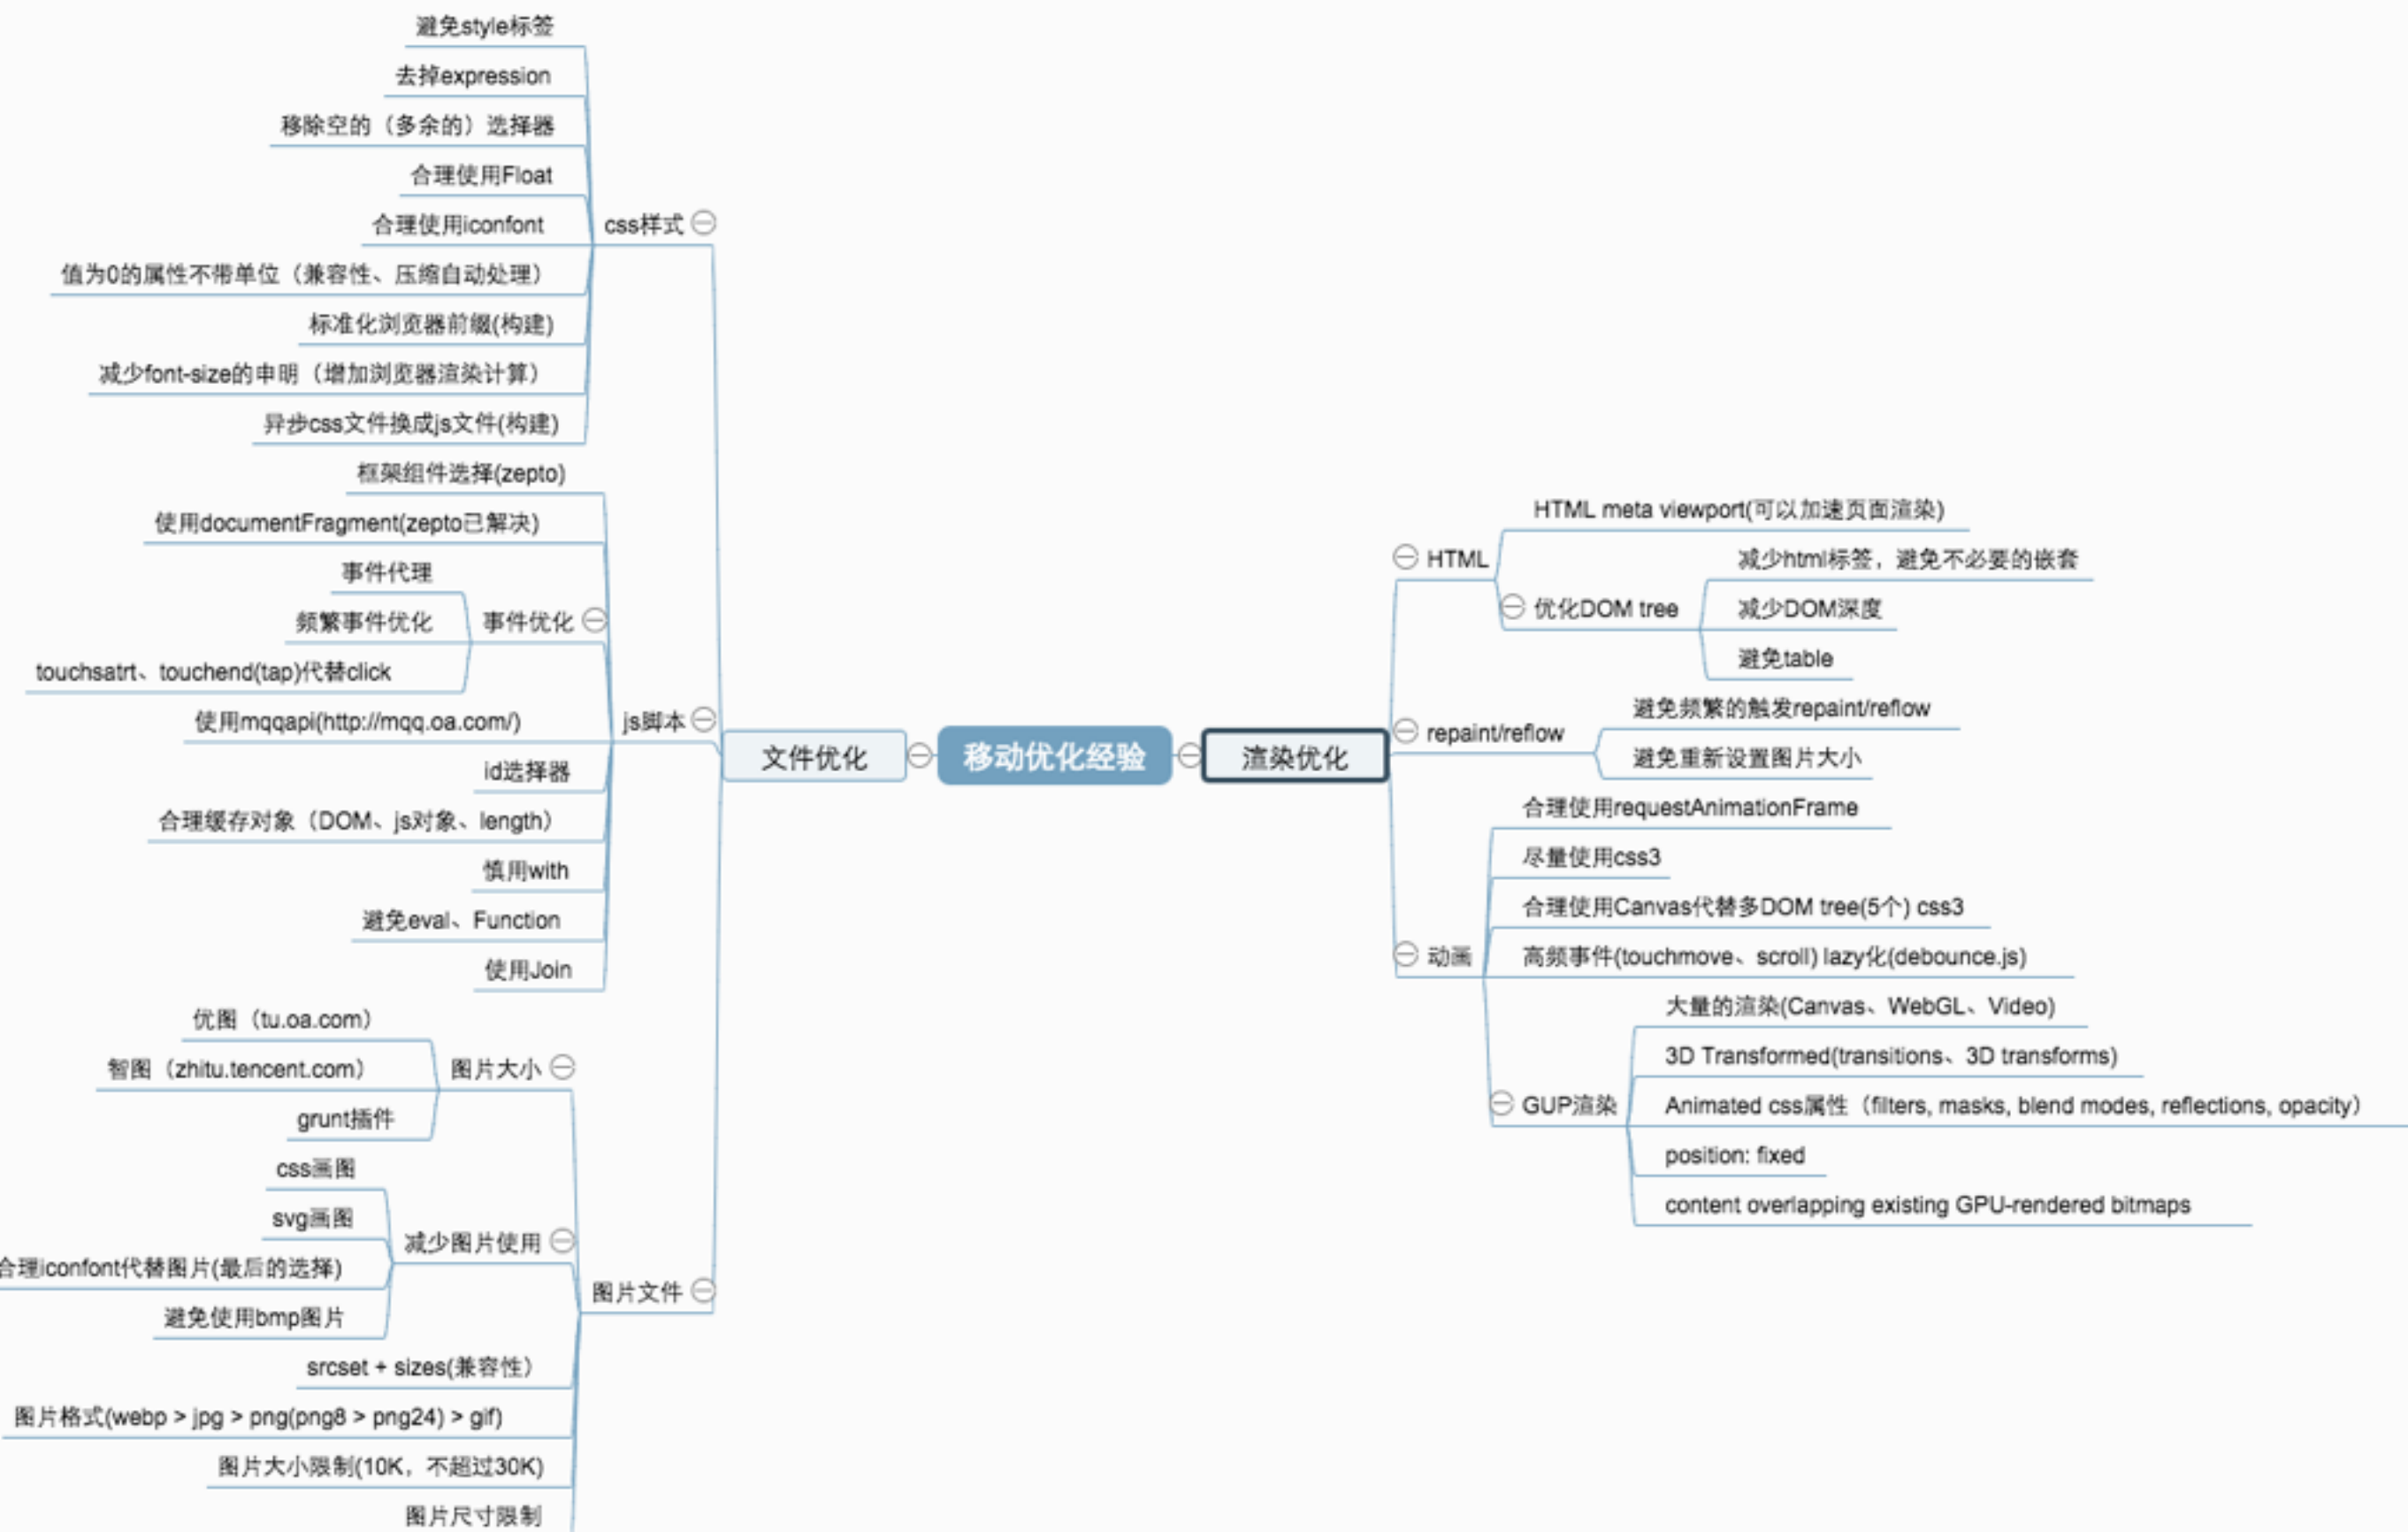 避免style标签
去掉expression
移除空的（多余的）选择器
合理使用Float
合理使用iconfont
css样式
值为0的属性不带单位（兼容性、压缩自动处理）
标准化浏览器前缀(构建)
减少font-size的申明（增加浏览器渲染计算）
异步css文件换成js文件(构建)
框架组件选择(zepto)
使用documentFragment(zepto已解决)
事件代理
频繁事件优化
事件优化
touchsatrt、touchend(tap)代替click
使用mqqapi(http://mqq.oa.com/)
js脚本
id选择器
合理缓存对象（DOM、js对象、length）
慎用with
避免eval、Function
使用Join
优图（tu.oa.com）
智图（zhitu.tencent.com）
图片大小
grunt插件
css画图
svg画图
减少图片使用
合理iconfont代替图片(最后的选择)
避免使用bmp图片
图片文件
srcset + sizes(兼容性）
图片格式(webp > jpg > png(png8 > png24) > gif)
图片大小限制(10K，不超过30K)
图片尺寸限制
文件优化
移动优化经验
渲染优化
HTML meta viewport(可以加速页面渲染)
HTML
减少html标签，避免不必要的嵌套
优化DOM tree
减少DOM深度
避免table
避免频繁的触发repaint/reflow
repaint/reflow
避免重新设置图片大小
合理使用requestAnimationFrame
尽量使用css3
合理使用Canvas代替多DOM tree(5个) css3
动画
高频事件(touchmove、scroll) lazy化(debounce.js)
大量的渲染(Canvas、WebGL、Video)
3D Transformed(transitions、3D transforms)
GUP渲染
Animated css属性（filters, masks, blend modes, reflections, opacity）
position: fixed
content overlapping existing GPU-rendered bitmaps